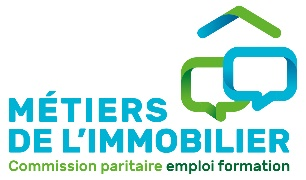 MÉTIERS
DE L'IMMOBILIER
Commission paritaire emploi formation